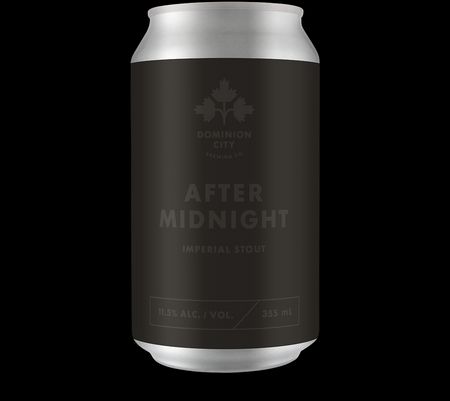 DOMINION
CITY
BREWING CO.
AFTER
MIDNIGHT
IMPERIAL STOUT
11.5% ALC. / VOL. 355 mL